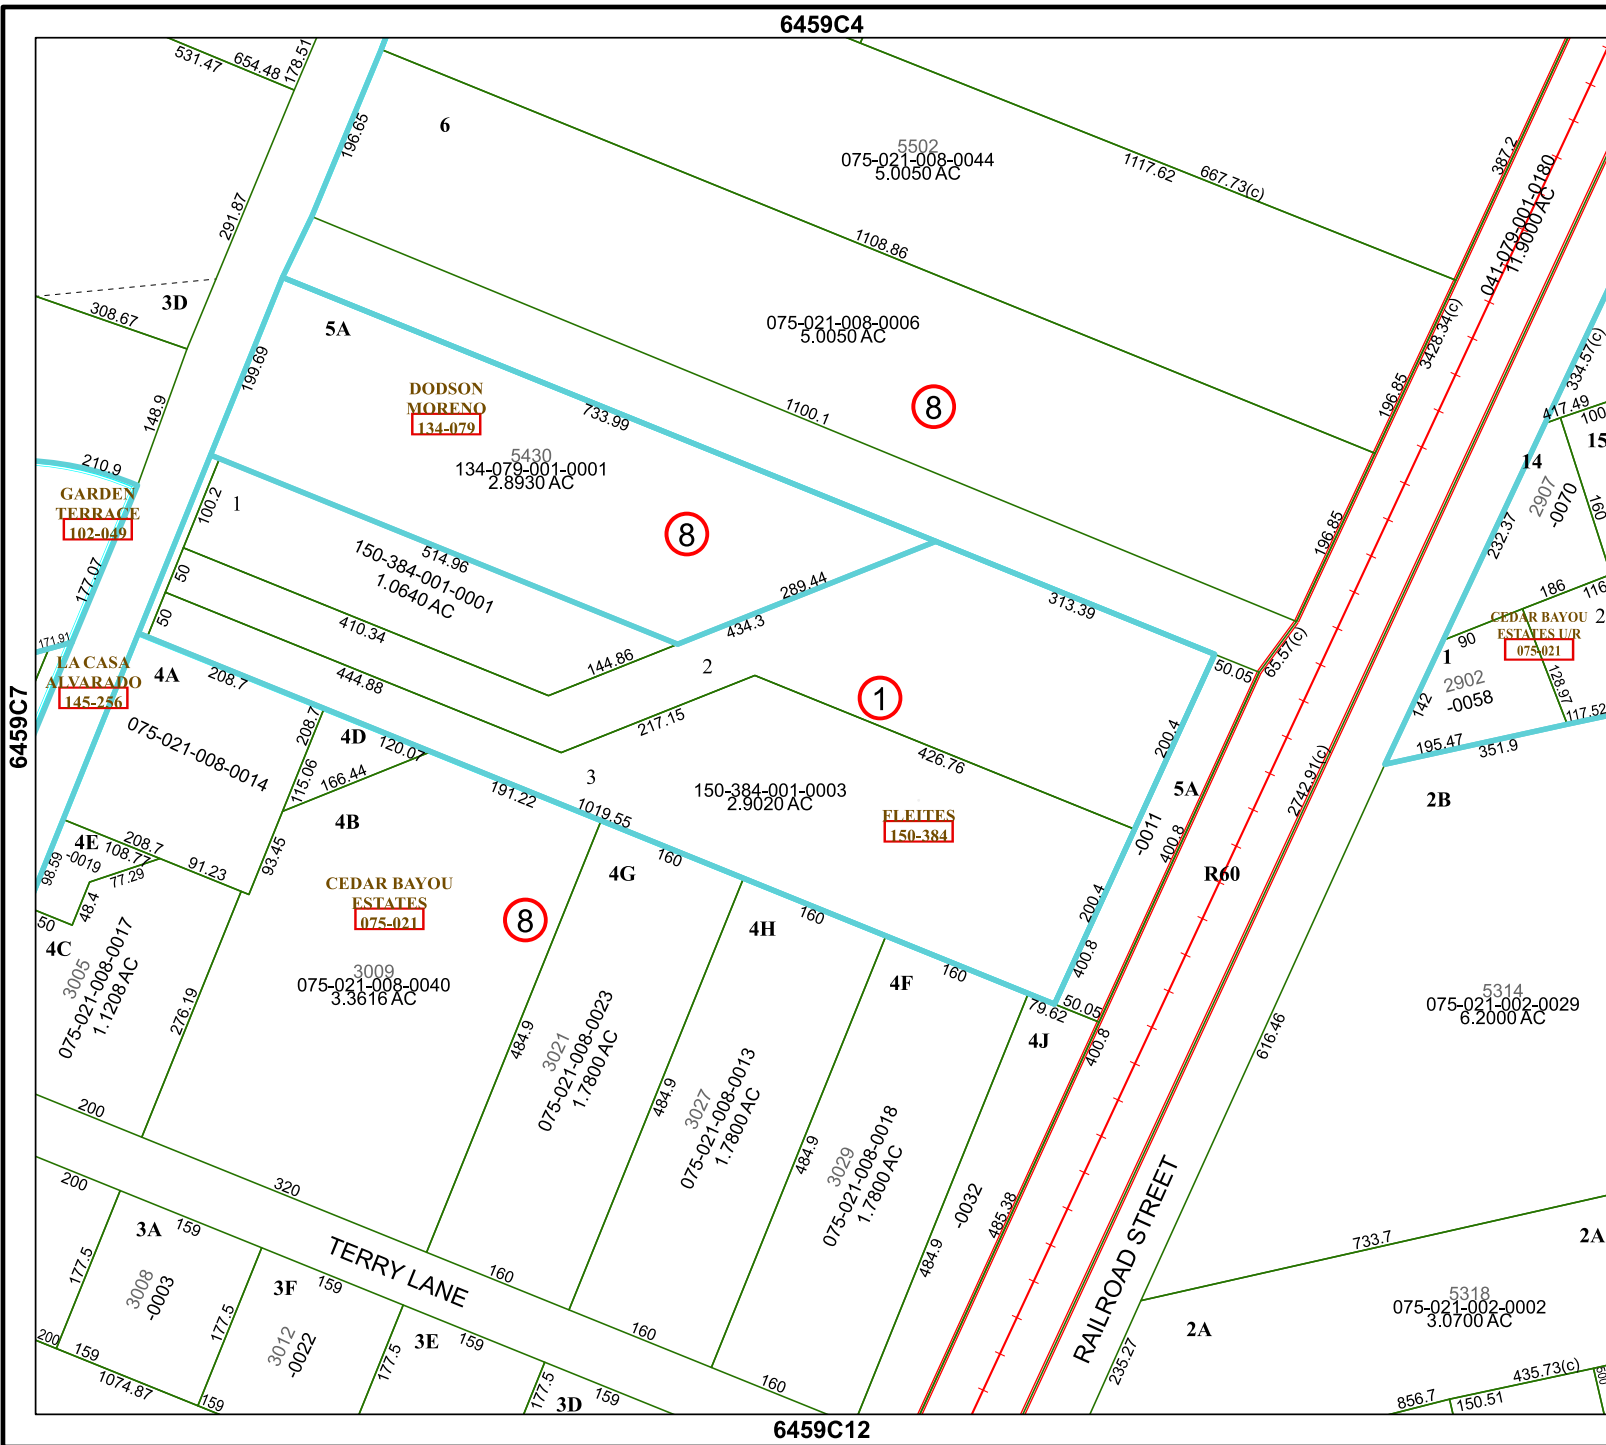 6459C4
531.47
654.48
178.51
196.65
6
5502
075-021-008-0044
5.0050 AC
1117.62
667.73(c)
387.2
041-079-001-0180
11.9000 AC
291.87
1108.86
3D
308.67
5A
075-021-008-0006
5.0050 AC
3428.34(c)
334.57(c)
199.69
DODSON
MORENO
134-079
733.99
1100.1
8
196.85
417.49
100
15
148.9
210.9
5430
134-079-001-0001
2.8930 AC
14
2907
-0070
160
GARDEN
TERRACE
102-049
100.2
1
8
196.85
232.37
514.96
150-384-001-0001
1.0640 AC
177.07
50
50
289.44
434.3
313.39
186
116
CEDAR BAYOU
ESTATES U/R
075-021
2
410.34
171.91
LA CASA
ALVARADO
145-256
4A
208.7
444.88
144.86
2
1
50.05
65.57(c)
90
1
2902
-0058
128.97
142
117.52
6459C7
075-021-008-0014
208.7
4D
120.07
217.15
426.76
200.4
195.47
351.9
115.06
166.44
191.22
3
1019.55
150-384-001-0003
2.9020 AC
FLEITES
150-384
5A
-0011
400.8
2742.91(c)
2B
4B
4E
-0019
208.7
108.77
77.29
91.23
93.45
98.59
48.4
50
4C
160
4G
R60
CEDAR BAYOU
ESTATES
075-021
8
160
4H
200.4
400.8
3005
075-021-008-0017
1.1208 AC
3009
075-021-008-0040
3.3616 AC
276.19
484.9
3021
075-021-008-0023
1.7800 AC
4F
160
79.62
50.05
4J
400.8
5314
075-021-002-0029
6.2000 AC
616.46
200
484.9
3027
075-021-008-0013
1.7800 AC
484.9
3029
075-021-008-0018
1.7800 AC
-0032
485.38
484.9
200
320
TERRY LANE
160
160
160
RAILROAD STREET
733.7
2A
3A
159
177.5
3008
-0003
3F
159
177.5
3012
-0022
3E
159
177.5
177.5
3D
159
200
159
1074.87
159
5318
075-021-002-0002
3.0700 AC
2A
235.27
856.7
150.51
435.73(c)
6459C12